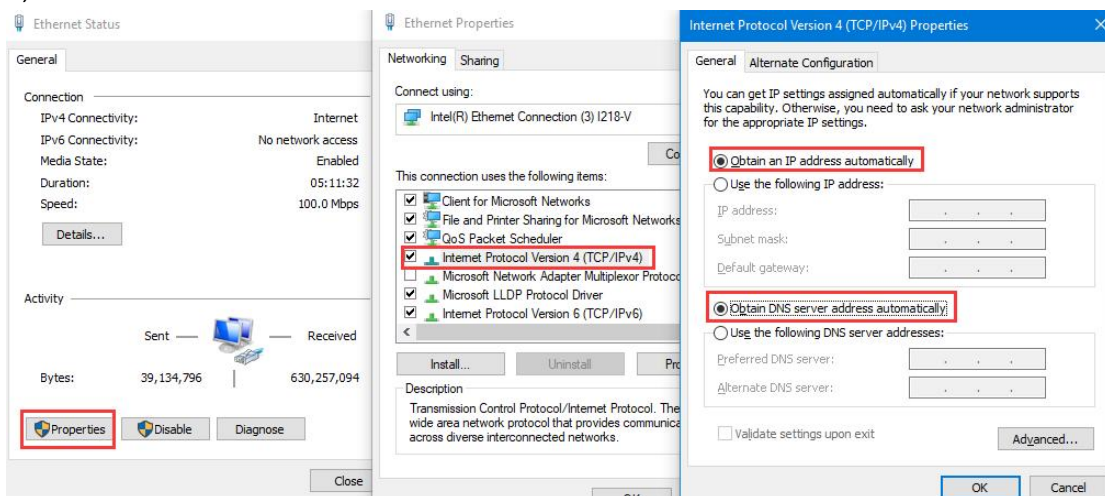 Ethernet Status
General
Connection
IPv4 Connectivity: Internet
IPv6 Connectivity: No network access
Media State: Enabled
Duration: 05:11:32
Speed: 100.0 Mbps
Details...
Activity
Sent — — Received
Bytes: 39,134,796 630,257,094
Properties Disable Diagnose
Close
Ethernet Properties
Networking Sharing
Connect using:
Intel(R) Ethernet Connection (3) I218-V
Co
This connection uses the following items:
Client for Microsoft Networks
File and Printer Sharing for Microsoft Networks
QoS Packet Scheduler
Internet Protocol Version 4 (TCP/IPv4)
Microsoft Network Adapter Multiplexor Protoco
Microsoft LLDP Protocol Driver
Internet Protocol Version 6 (TCP/IPv6)
Install... Uninstall Pro
Description
Transmission Control Protocol/Internet Protocol. The
wide area network protocol that provides communica
across diverse interconnected networks.
Internet Protocol Version 4 (TCP/IPv4) Properties
General Alternate Configuration
You can get IP settings assigned automatically if your network supports
this capability. Otherwise, you need to ask your network administrator
for the appropriate IP settings.
Obtain an IP address automatically
Use the following IP address:
IP address:
Subnet mask:
Default gateway:
Obtain DNS server address automatically
Use the following DNS server addresses:
Preferred DNS server:
Alternate DNS server:
Validate settings upon exit
Advanced...
OK Cancel